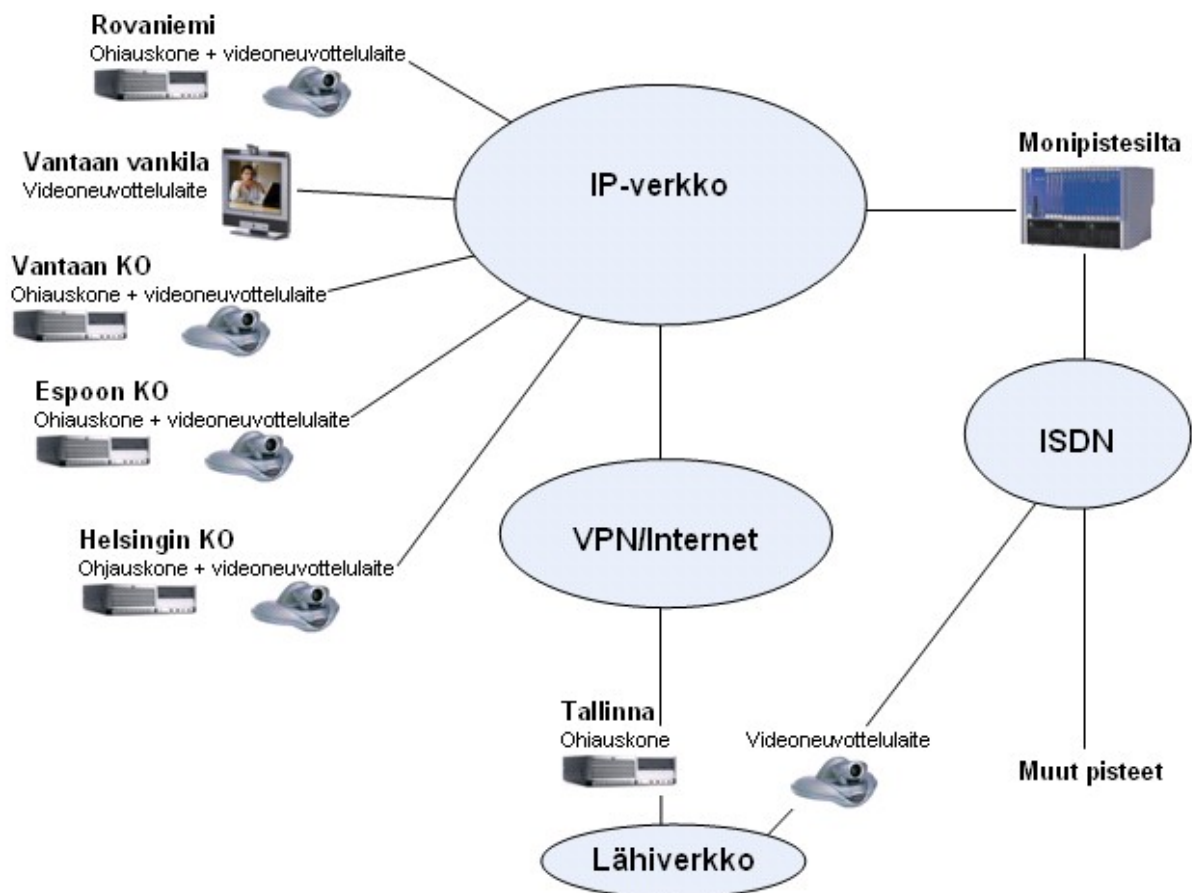 Rovaniemi
Ohiauskone + videoneuvottelulaite
Vantaan vankila
Videoneuvottelulaite
Vantaan KO
Ohiauskone + videoneuvottelulaite
Espoon KO
Ohiauskone + videoneuvottelulaite
Helsingin KO
Ohjauskone + videoneuvottelulaite
IP-verkko
Monipistesilta
ISDN
VPN/Internet
Tallinna
Ohiauskone
Videoneuvottelulaite
Muut pisteet
Lähiverkko